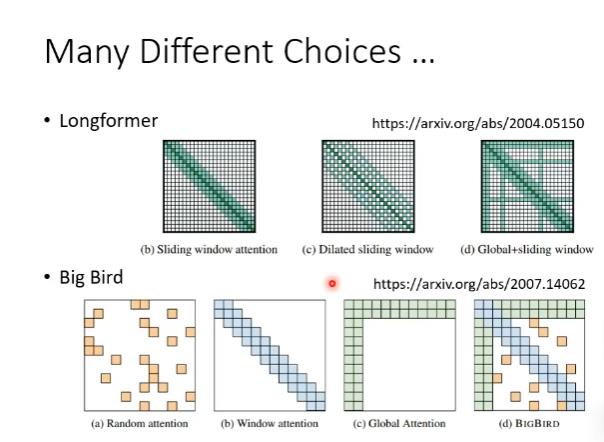 Many Different Choices ...
• Longformer
https://arxiv.org/abs/2004.05150
(b) Sliding window attention
(c) Dilated sliding window
(d) Global+sliding window
• Big Bird
https://arxiv.org/abs/2007.14062
(a) Random attention
(b) Window attention
(c) Global Attention
(d) BIGBIRD